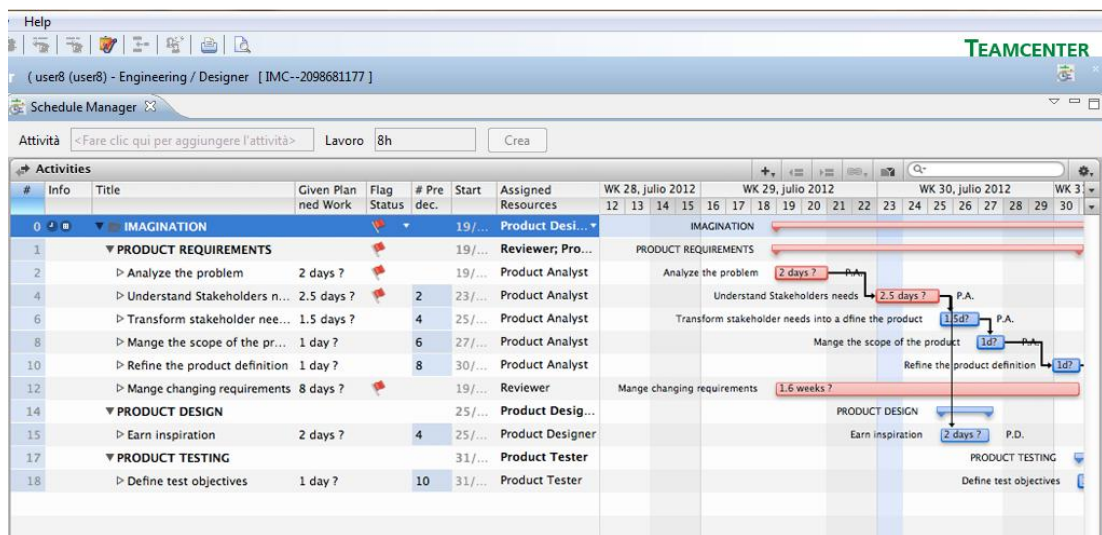 Help
TEAMCENTER
( user8 (user8) - Engineering / Designer [ IMC--2098681177 ]
Schedule Manager
Attività <Fare clic qui per aggiungere l'attività> Lavoro 8h Crea
Activities
# Info Title Given Planned Work Flag Status # Predec. Start Assigned Resources WK 28, julio 2012 WK 29, julio 2012 WK 30, julio 2012 WK 31
12 13 14 15 16 17 18 19 20 21 22 23 24 25 26 27 28 29 30
0 IMAGINATION 19/... Product Desi... IMAGINATION
1 PRODUCT REQUIREMENTS 19/... Reviewer; Pro... PRODUCT REQUIREMENTS
2 Analyze the problem 2 days ? 19/... Product Analyst Analyze the problem 2 days ? P.A.
4 Understand Stakeholders n... 2.5 days ? 2 23/... Product Analyst Understand Stakeholders needs 2.5 days ? P.A.
6 Transform stakeholder nee... 1.5 days ? 4 25/... Product Analyst Transform stakeholder needs into a dfine the product 1.5d? P.A.
8 Mange the scope of the pr... 1 day ? 6 27/... Product Analyst Mange the scope of the product 1d? P.A.
10 Refine the product definition 1 day ? 8 30/... Product Analyst Refine the product definition 1d?
12 Mange changing requirements 8 days ? 19/... Reviewer Mange changing requirements 1.6 weeks ?
14 PRODUCT DESIGN 25/... Product Desig... PRODUCT DESIGN
15 Earn inspiration 2 days ? 4 25/... Product Designer Earn inspiration 2 days ? P.D.
17 PRODUCT TESTING 31/... Product Tester PRODUCT TESTING
18 Define test objectives 1 day ? 10 31/... Product Tester Define test objectives